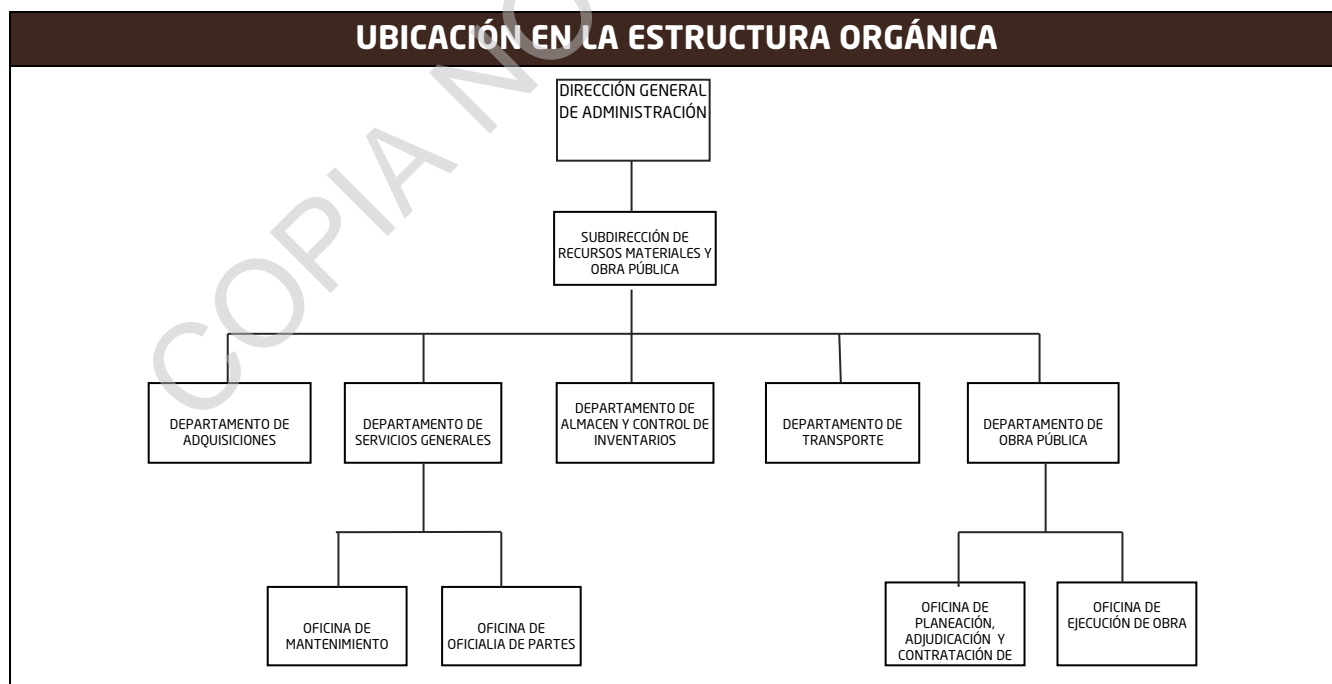 UBICACIÓN EN LA ESTRUCTURA ORGÁNICA
COPIA NO
DIRECCIÓN GENERAL
DE ADMINISTRACIÓN
SUBDIRECCIÓN DE
RECURSOS MATERIALES Y
OBRA PÚBLICA
DEPARTAMENTO DE
ADQUISICIONES
DEPARTAMENTO DE
SERVICIOS GENERALES
DEPARTAMENTO DE
ALMACEN Y CONTROL DE
INVENTARIOS
DEPARTAMENTO DE
TRANSPORTE
DEPARTAMENTO DE
OBRA PÚBLICA
OFICINA DE
MANTENIMIENTO
OFICINA DE
OFICIALIA DE PARTES
OFICINA DE
PLANEACIÓN,
ADJUDICACIÓN Y
CONTRATACIÓN DE
OFICINA DE
EJECUCIÓN DE OBRA